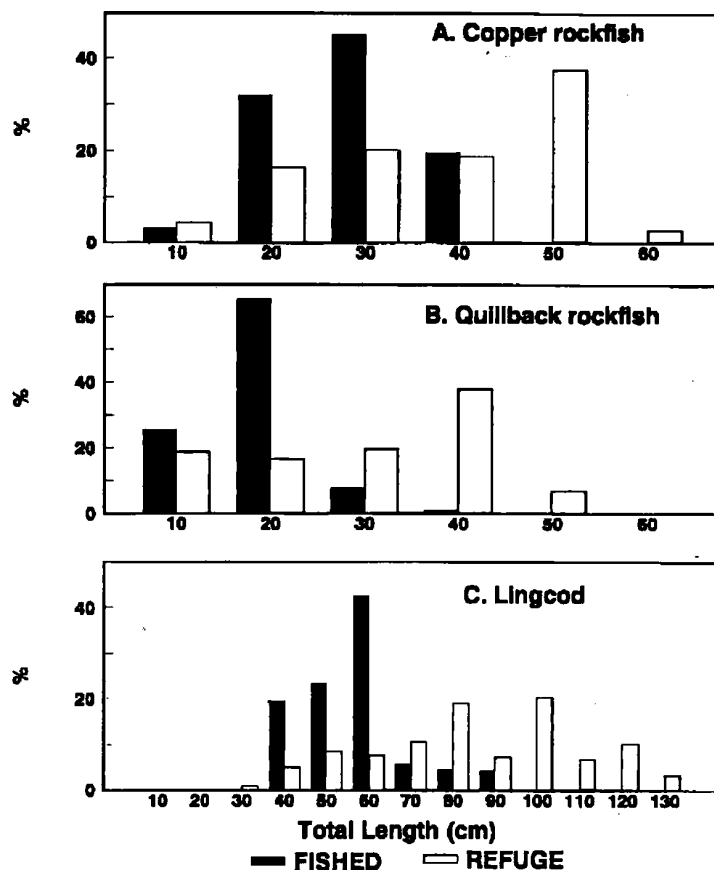 A. Copper rockfish
40
20
0
%
10 20 30 40 50 60
B. Quillback rockfish
60
40
20
0
%
10 20 30 40 50 60
C. Lingcod
40
20
0
%
10 20 30 40 50 60 70 80 90 100 110 120 130
Total Length (cm)
FISHED REFUGE